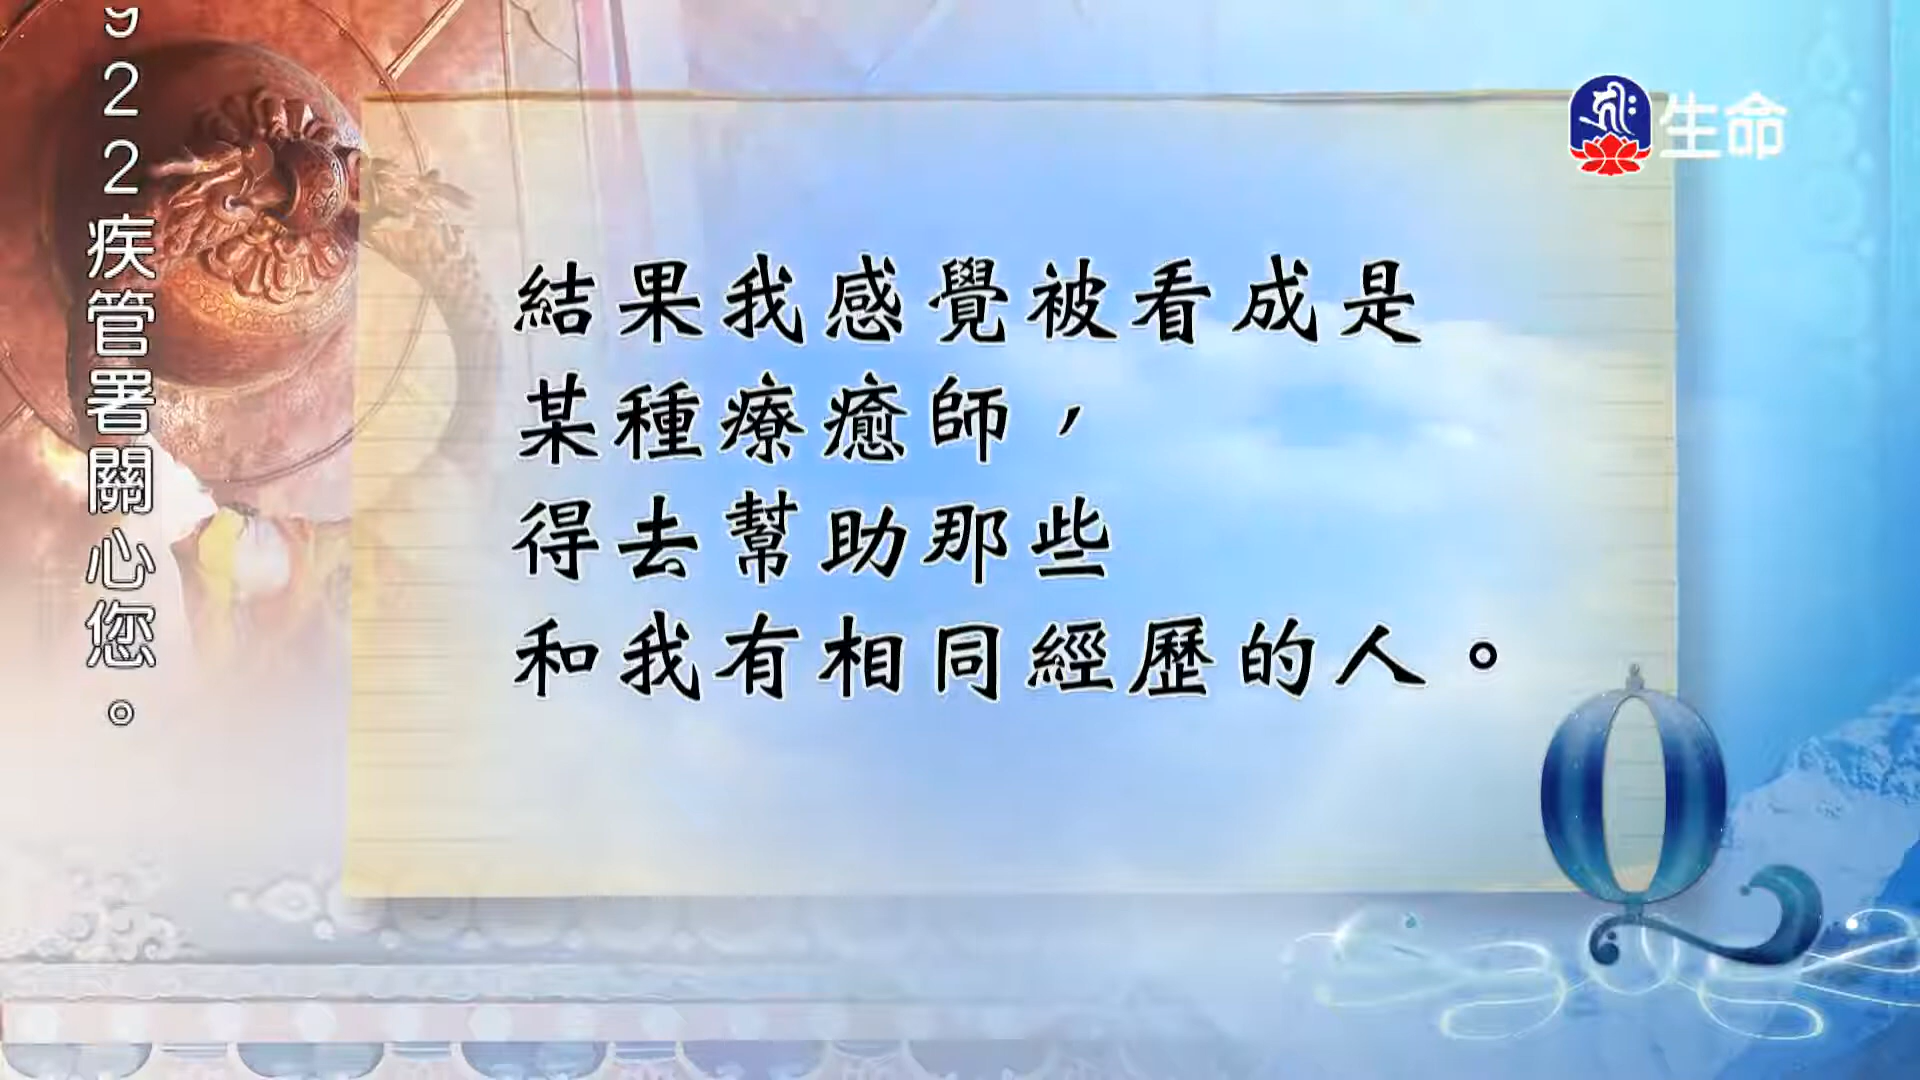 922疾管署關心您。
生命
結果我感覺被看成是
某種療癒師，
得去幫助那些
和我有相同經歷的人。
Q